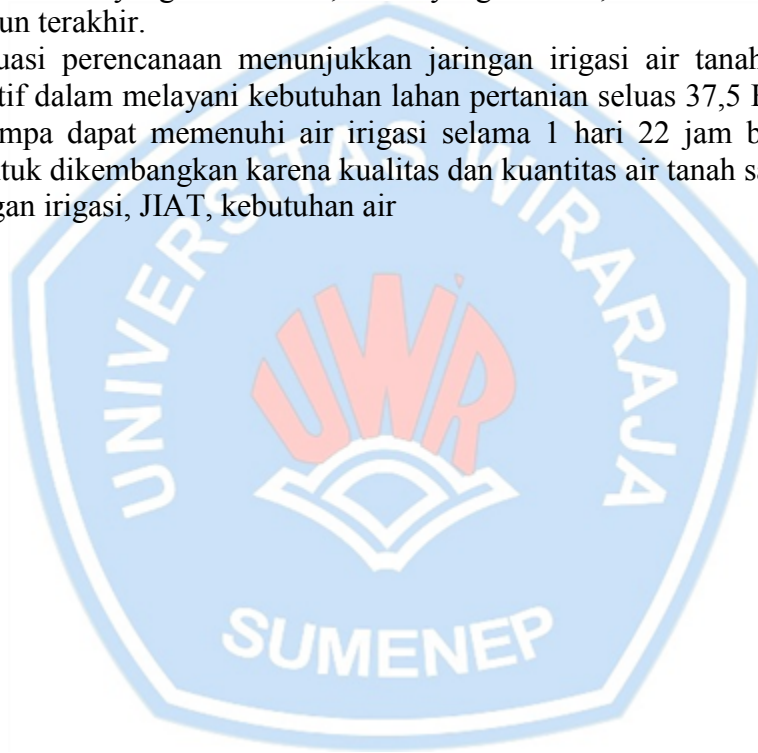 un terakhir.
uasi perencanaan menunjukkan jaringan irigasi air tanah
tif dalam melayani kebutuhan lahan pertanian seluas 37,5 H
mpa dapat memenuhi air irigasi selama 1 hari 22 jam b
tuk dikembangkan karena kualitas dan kuantitas air tanah sa
gan irigasi, JIAT, kebutuhan air
UNIVERSITAS WIRARAJA
UWR
SUMENEP